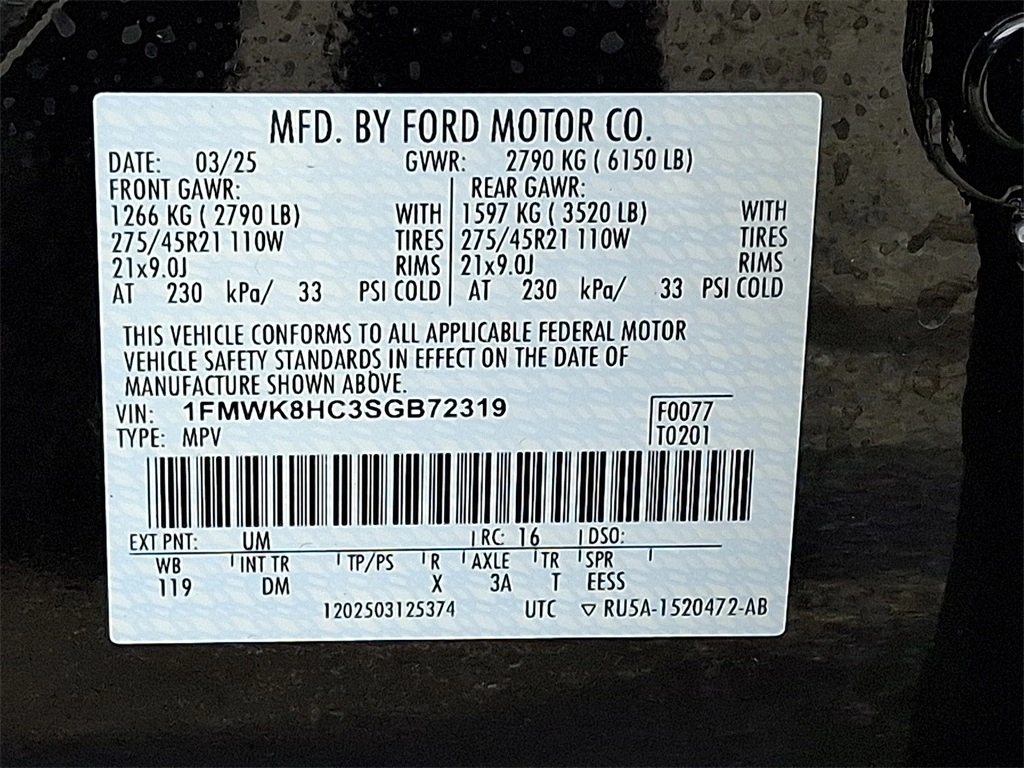 MFD. BY FORD MOTOR CO.
DATE: 03/25 GVWR: 2790 KG ( 6150 LB)
FRONT GAWR: REAR GAWR:
1266 KG ( 2790 LB) WITH 1597 KG ( 3520 LB) WITH
275/45R21 110W TIRES 275/45R21 110W TIRES
21x9.0J RIMS 21x9.0J RIMS
AT 230 kPa/ 33 PSI COLD AT 230 kPa/ 33 PSI COLD
THIS VEHICLE CONFORMS TO ALL APPLICABLE FEDERAL MOTOR
VEHICLE SAFETY STANDARDS IN EFFECT ON THE DATE OF
MANUFACTURE SHOWN ABOVE.
VIN: 1FMWK8HC3SGB72319 F0077
TYPE: MPV T0201
EXT PNT: UM RC: 16 DSO:
WB INT TR TP/PS R AXLE TR SPR
119 DM X 3A T EESS
1202503125374 UTC ▽ RU5A-1520472-AB